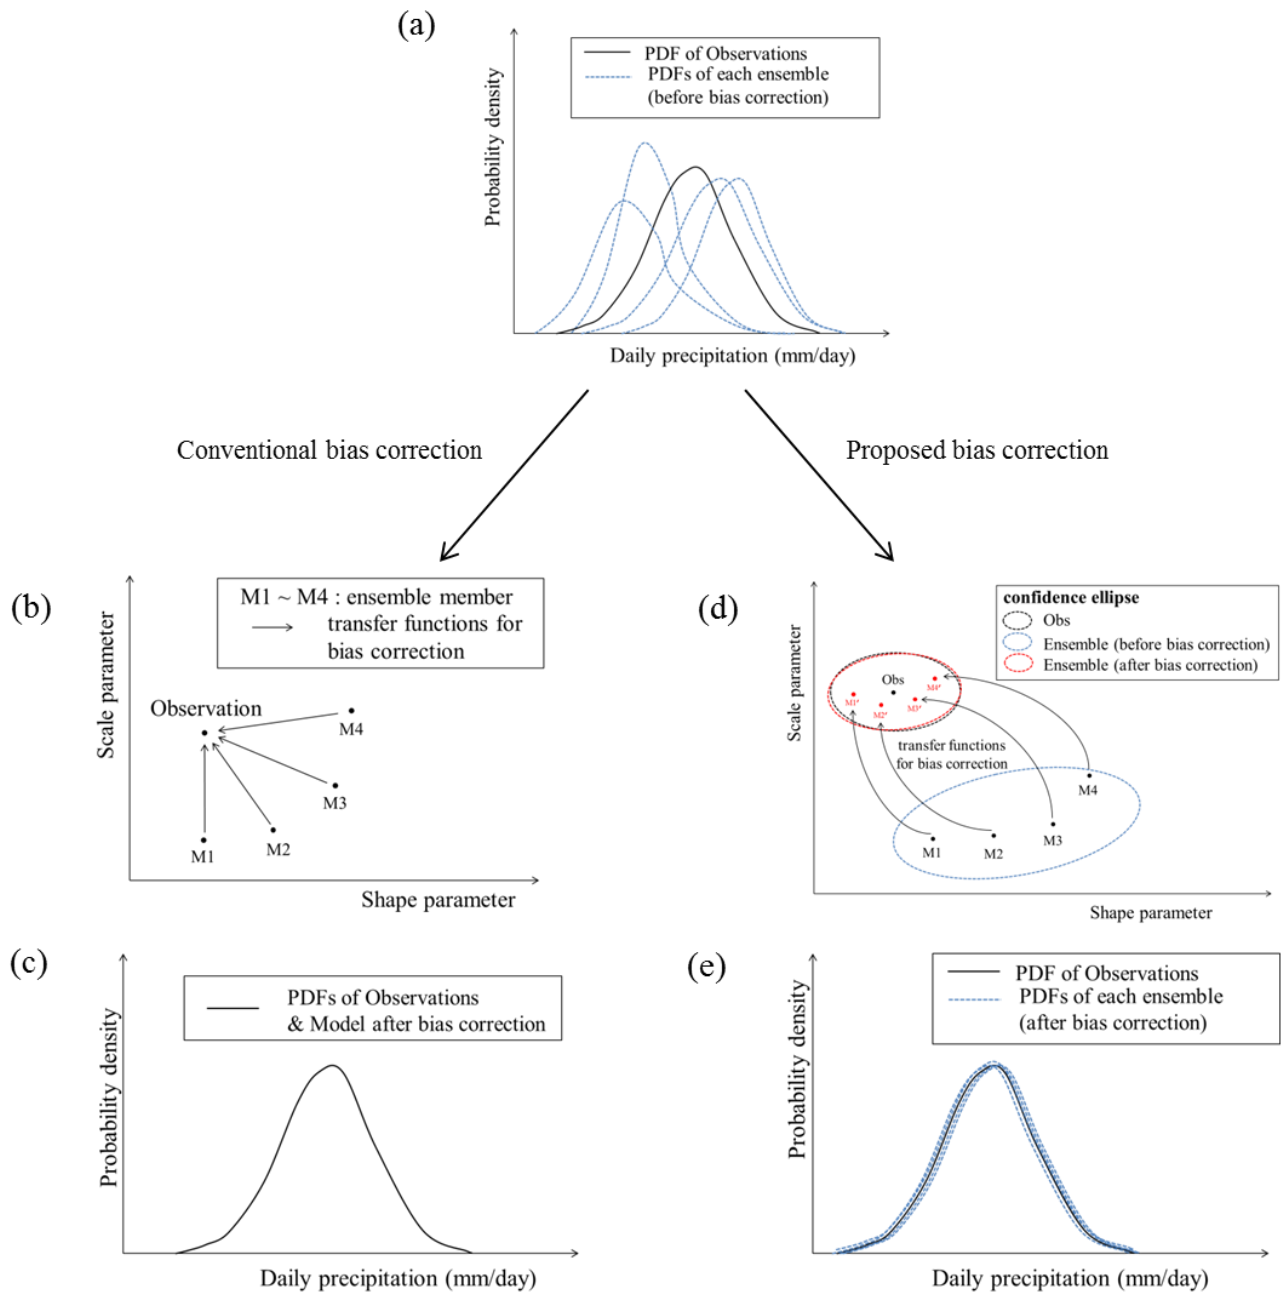 (a)
PDF of Observations
PDFs of each ensemble
(before bias correction)
Probability density
Daily precipitation (mm/day)
Conventional bias correction
Proposed bias correction
(b)
M1 ~ M4 : ensemble member
transfer functions for
bias correction
Scale parameter
Observation
M4
M3
M2
M1
Shape parameter
(d)
confidence ellipse
Obs
Ensemble (before bias correction)
Ensemble (after bias correction)
Scale parameter
Obs
M4'
M1'
M3'
M2'
transfer functions
for bias correction
M4
M3
M1
M2
Shape parameter
(c)
PDFs of Observations
& Model after bias correction
Probability density
Daily precipitation (mm/day)
(e)
PDF of Observations
PDFs of each ensemble
(after bias correction)
Probability density
Daily precipitation (mm/day)